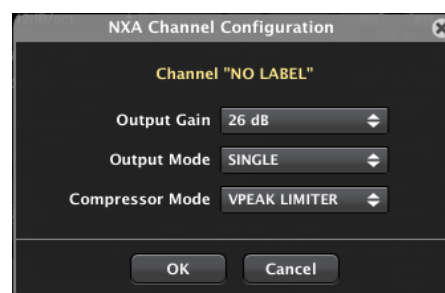 NXA Channel Configuration
Channel "NO LABEL"
Output Gain 26 dB
Output Mode SINGLE
Compressor Mode VPEAK LIMITER
OK Cancel